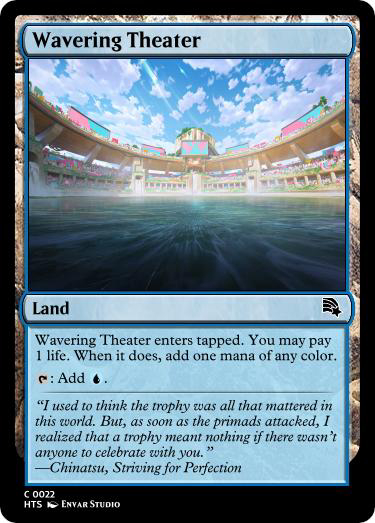 Wavering Theater
Land
Wavering Theater enters tapped. You may pay
1 life. When it does, add one mana of any color.
: Add .
“I used to think the trophy was all that mattered in
this world. But, as soon as the primads attacked, I
realized that a trophy meant nothing if there wasn’t
anyone to celebrate with you.”
—Chinatsu, Striving for Perfection
C 0022
HTS Envar Studio